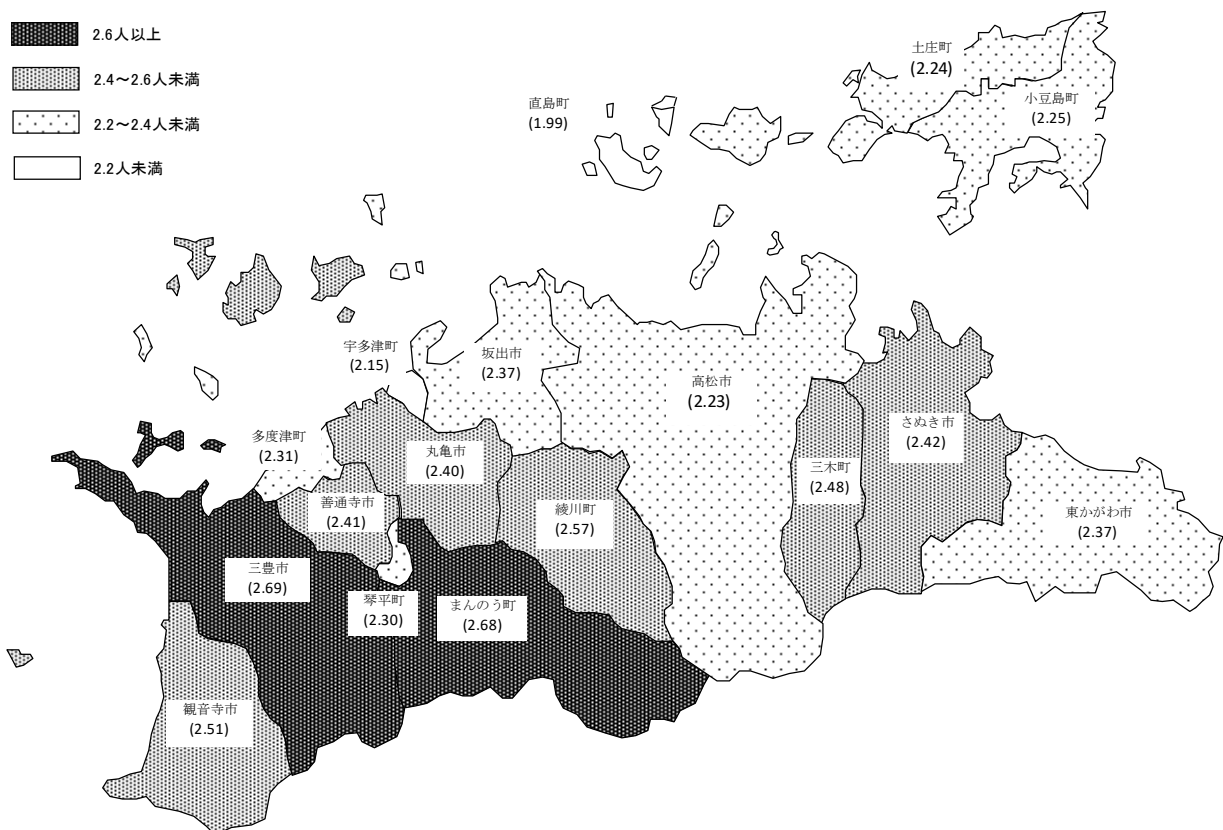 2.6人以上
2.4～2.6人未満
2.2～2.4人未満
2.2人未満
土庄町
(2.24)
直島町
(1.99)
小豆島町
(2.25)
宇多津町
(2.15)
坂出市
(2.37)
高松市
(2.23)
さぬき市
(2.42)
多度津町
(2.31)
丸亀市
(2.40)
三木町
(2.48)
善通寺市
(2.41)
綾川町
(2.57)
東かがわ市
(2.37)
三豊市
(2.69)
琴平町
(2.30)
まんのう町
(2.68)
観音寺市
(2.51)